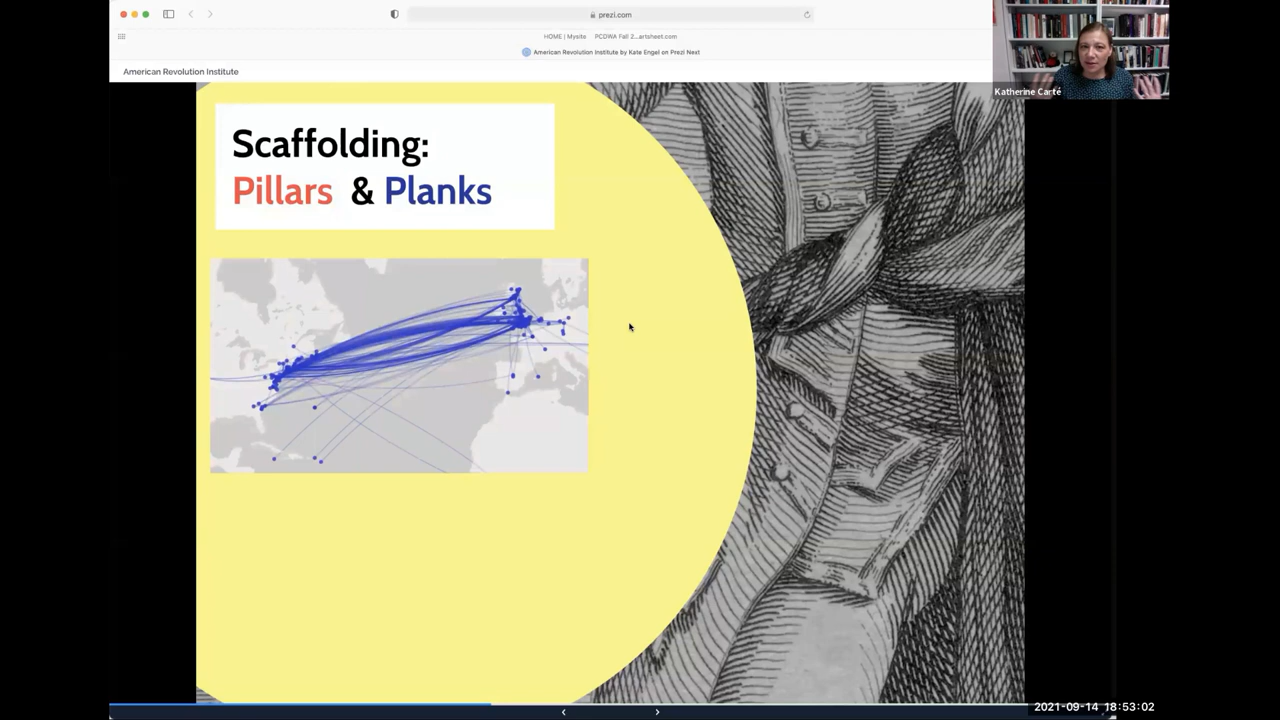 prezi.com
HOME | Mysite PCDWA Fall 2...artsheet.com
American Revolution Institute by Kate Engel on Prezi Next
American Revolution Institute
Katherine Carté
Scaffolding:
Pillars & Planks
2021-09-14 18:53:02